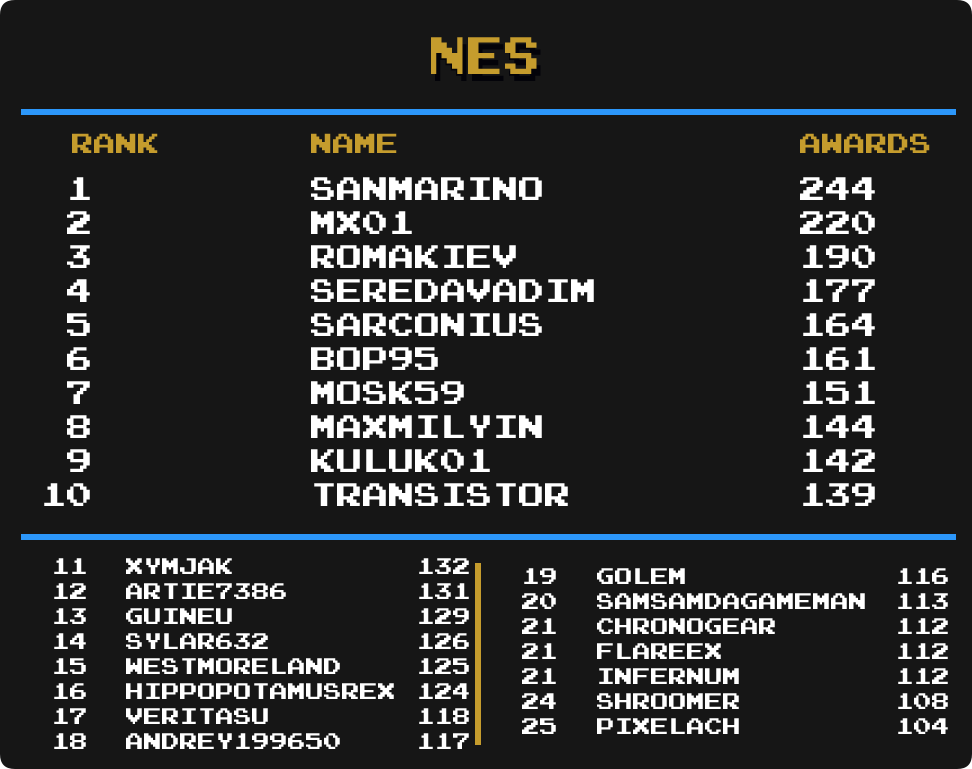 NES
RANK NAME AWARDS
1 SANMARINO 244
2 MX01 220
3 ROMAKIEV 190
4 SEREDAVADIM 177
5 SARCONIUS 164
6 BOP95 161
7 MOSK59 151
8 MAXMILYIN 144
9 KULUK01 142
10 TRANSISTOR 139
11 XYMJAK 132
12 ARTIE7386 131
13 GUINEU 129
14 SYLAR632 126
15 WESTMORELAND 125
16 HIPPOPOTAMUSREX 124
17 VERITASU 118
18 ANDREY199650 117
19 GOLEM 116
20 SAMSAMDAGAMEMAN 113
21 CHRONOGEAR 112
21 FLAREEX 112
21 INFERNUM 112
24 SHROOMER 108
25 PIXELACH 104